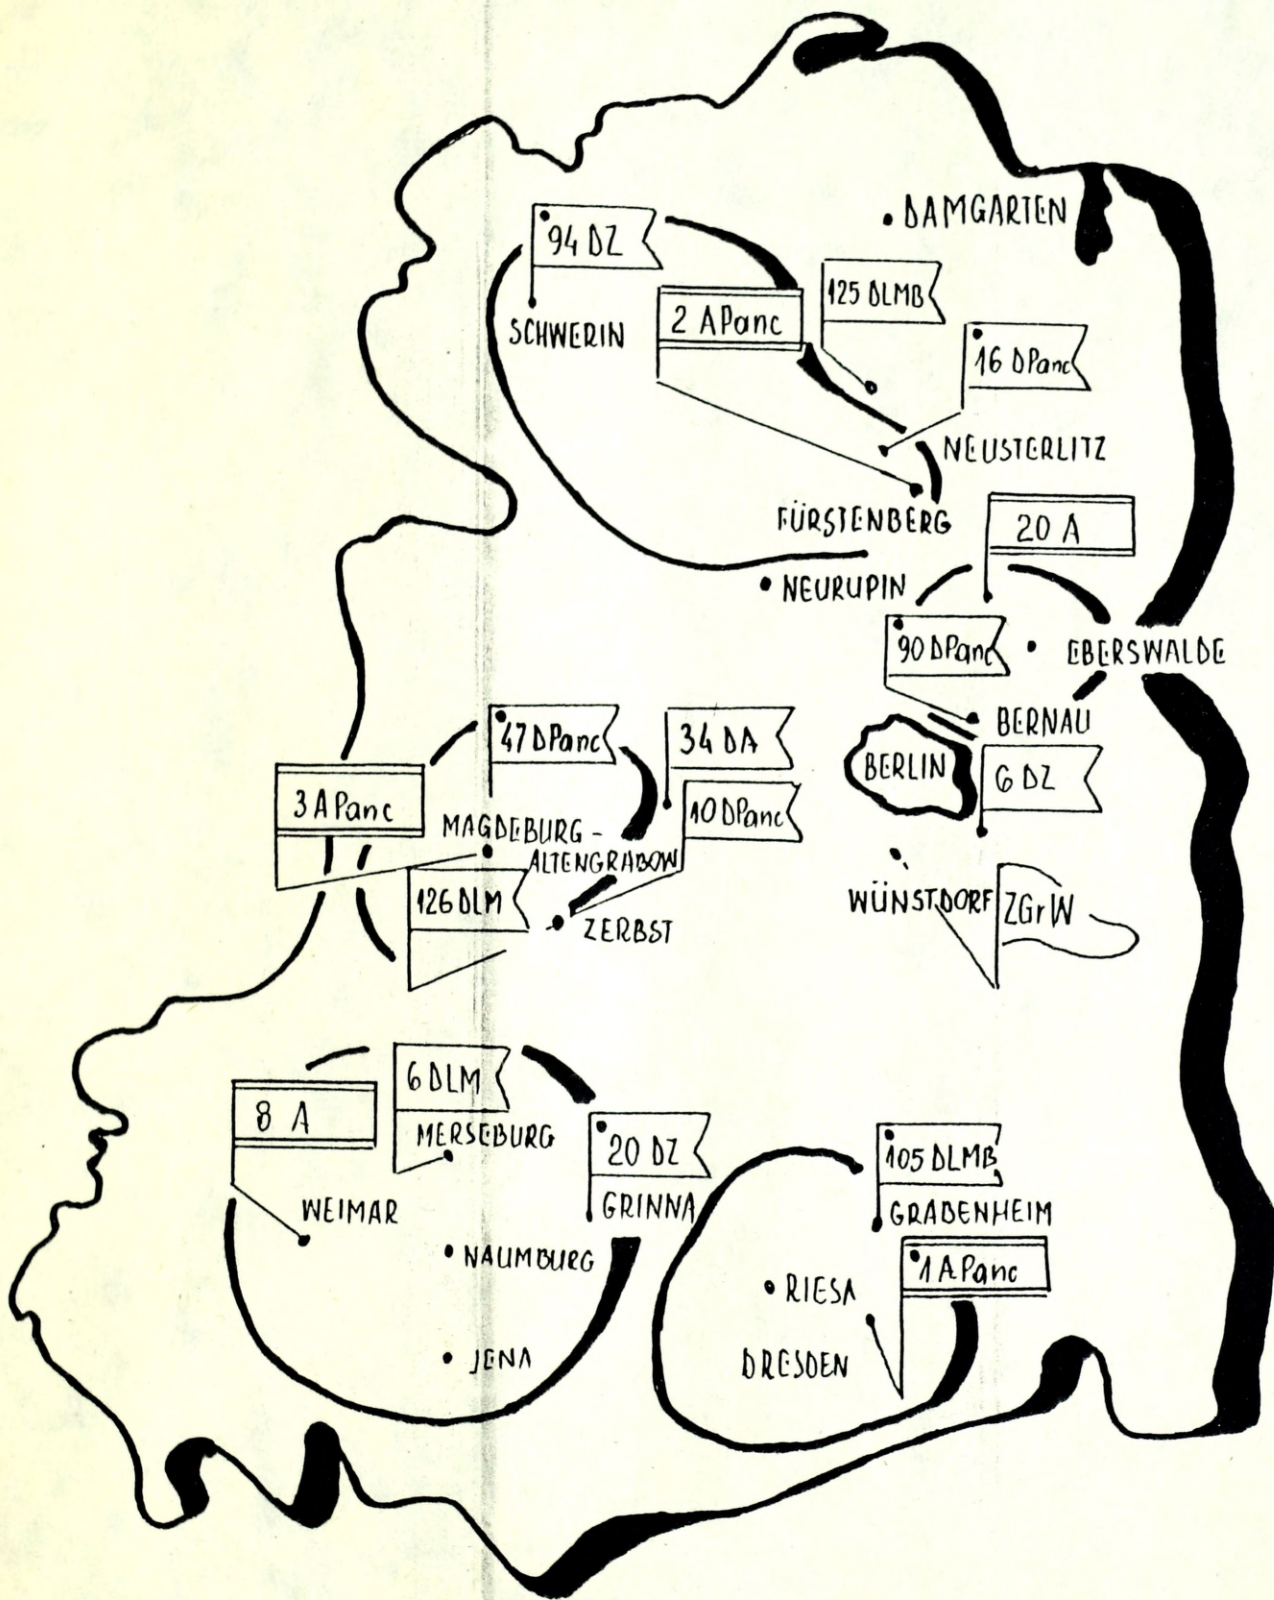 DAMGARTEN
94 DZ
SCHWERIN
2 APanc
125 DLMB
16 DPanc
NEUSTERLITZ
FÜRSTENBERG
20 A
NEURUPIN
90 DPanc
EBERSWALDE
BERNAU
BERLIN
6 DZ
47 DPanc
34 DA
3 APanc
10 DPanc
MAGDEBURG -
ALTENGRABOW
126 DLM
ZERBST
WÜNSTDORF
ZGrW
6 DLM
8 A
MERSEBURG
20 DZ
GRINNA
WEIMAR
NAUMBURG
JENA
105 DLMB
GRADENHEIM
1 APanc
RIESA
DRESDEN